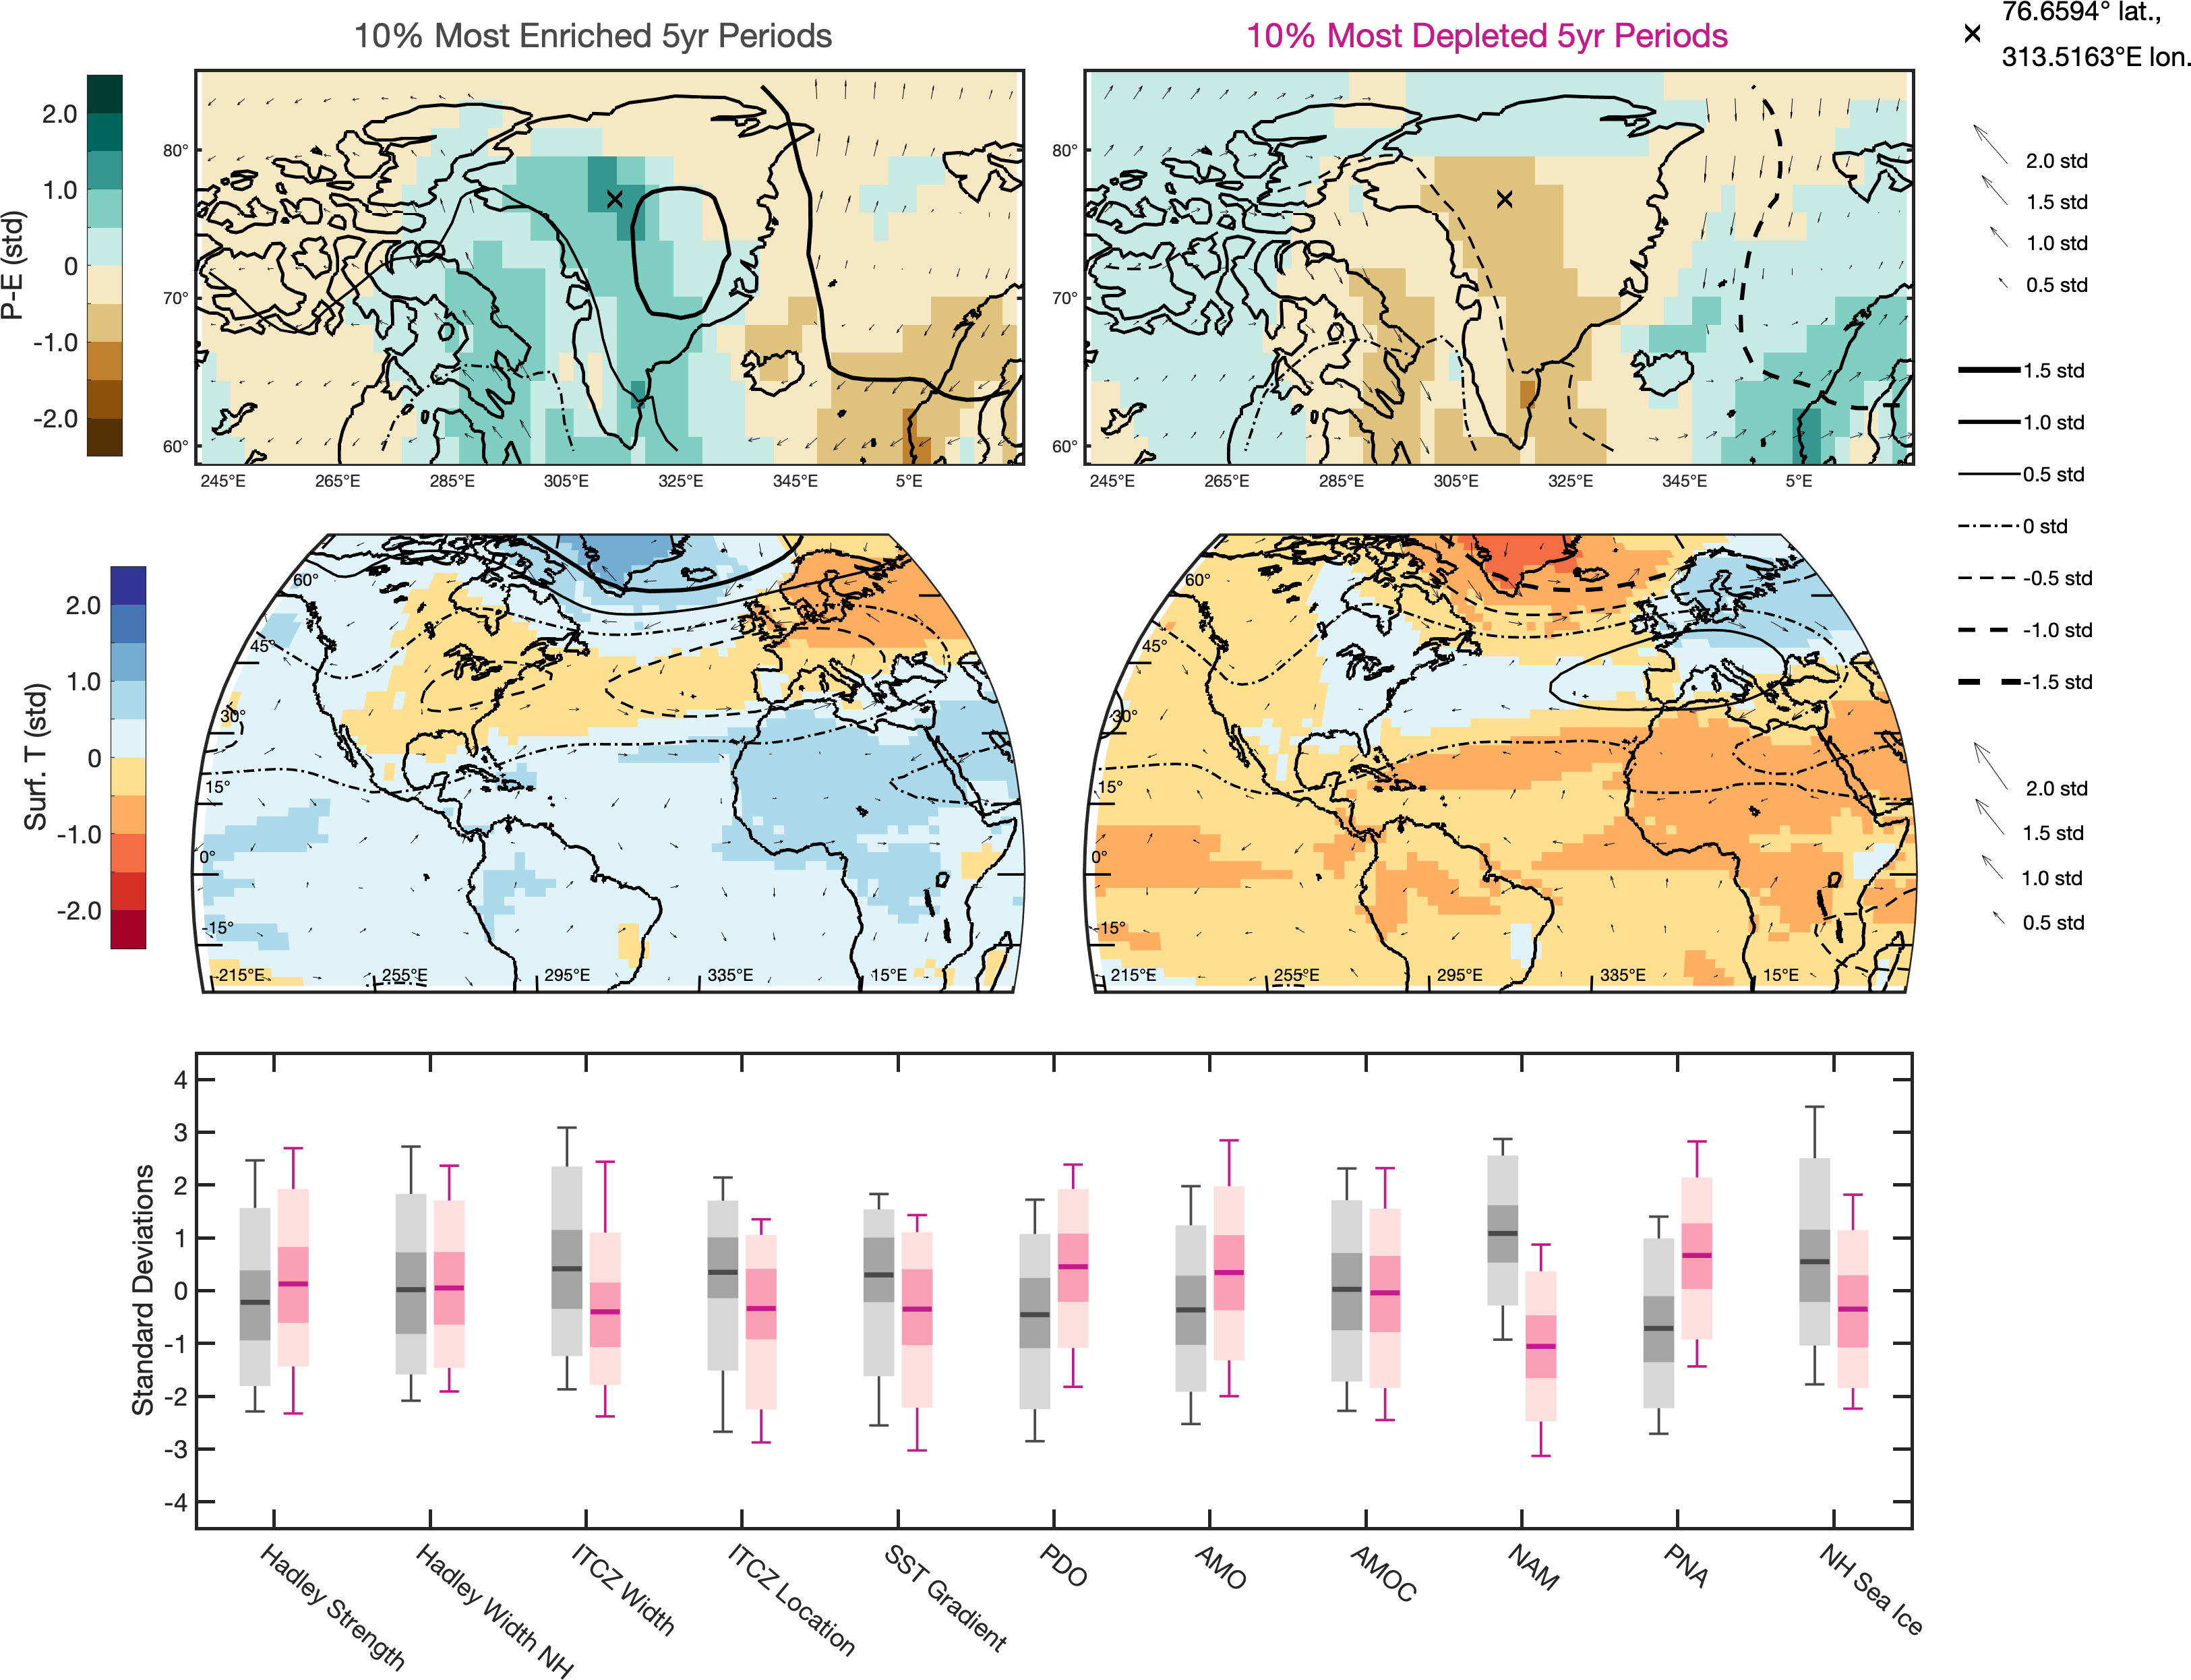 10% Most Enriched 5yr Periods
10% Most Depleted 5yr Periods
76.6594° lat.,
313.5163°E lon.
P-E (std)
2.0
1.0
0
-1.0
-2.0
80°
70°
60°
245°E 265°E 285°E 305°E 325°E 345°E 5°E
80°
70°
60°
245°E 265°E 285°E 305°E 325°E 345°E 5°E
2.0 std
1.5 std
1.0 std
0.5 std
1.5 std
1.0 std
0.5 std
0 std
-0.5 std
-1.0 std
-1.5 std
Surf. T (std)
2.0
1.0
0
-1.0
-2.0
60°
45°
30°
15°
0°
-15°
215°E 255°E 295°E 335°E 15°E
60°
45°
30°
15°
0°
-15°
215°E 255°E 295°E 335°E 15°E
2.0 std
1.5 std
1.0 std
0.5 std
Standard Deviations
4
3
2
1
0
-1
-2
-3
-4
Hadley Strength
Hadley Width NH
ITCZ Width
ITCZ Location
SST Gradient
PDO
AMO
AMOC
NAM
PNA
NH Sea Ice